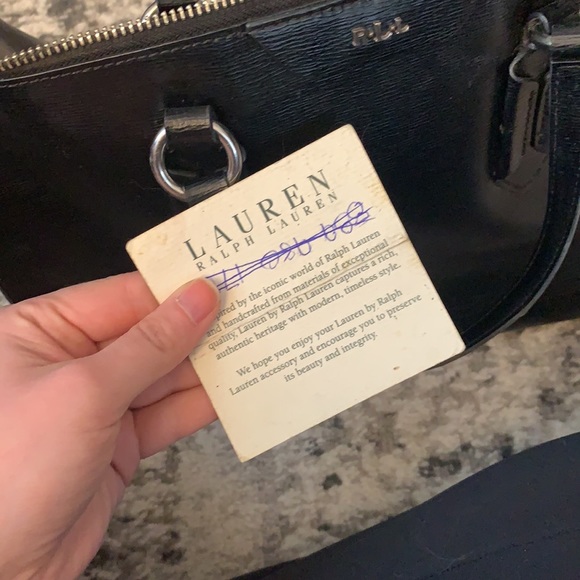 RLL
LAUREN
RALPH LAUREN
by the iconic world of Ralph Lauren
and handcrafted from materials of exceptional
quality, Lauren by Ralph Lauren captures a rich,
authentic heritage with modern, timeless style.
We hope you enjoy your Lauren by Ralph
Lauren accessory and encourage you to preserve
its beauty and integrity.